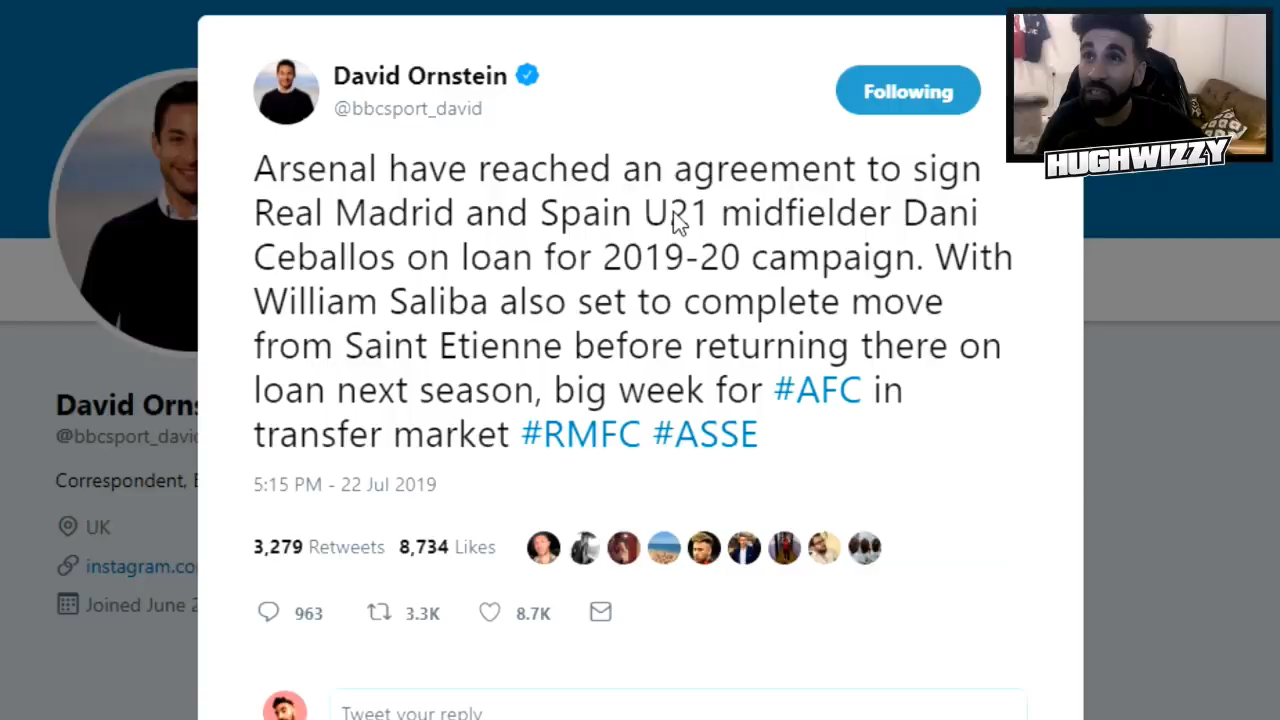 David Ornstein
@bbcsport_david
Following
HUGHWIZZY
Arsenal have reached an agreement to sign
Real Madrid and Spain U21 midfielder Dani
Ceballos on loan for 2019-20 campaign. With
William Saliba also set to complete move
from Saint Etienne before returning there on
loan next season, big week for #AFC in
transfer market #RMFC #ASSE
5:15 PM - 22 Jul 2019
3,279 Retweets 8,734 Likes
963 3.3K 8.7K
Tweet your reply
David Orns
@bbcsport_davi
Correspondent,
UK
instagram.co
Joined June 2